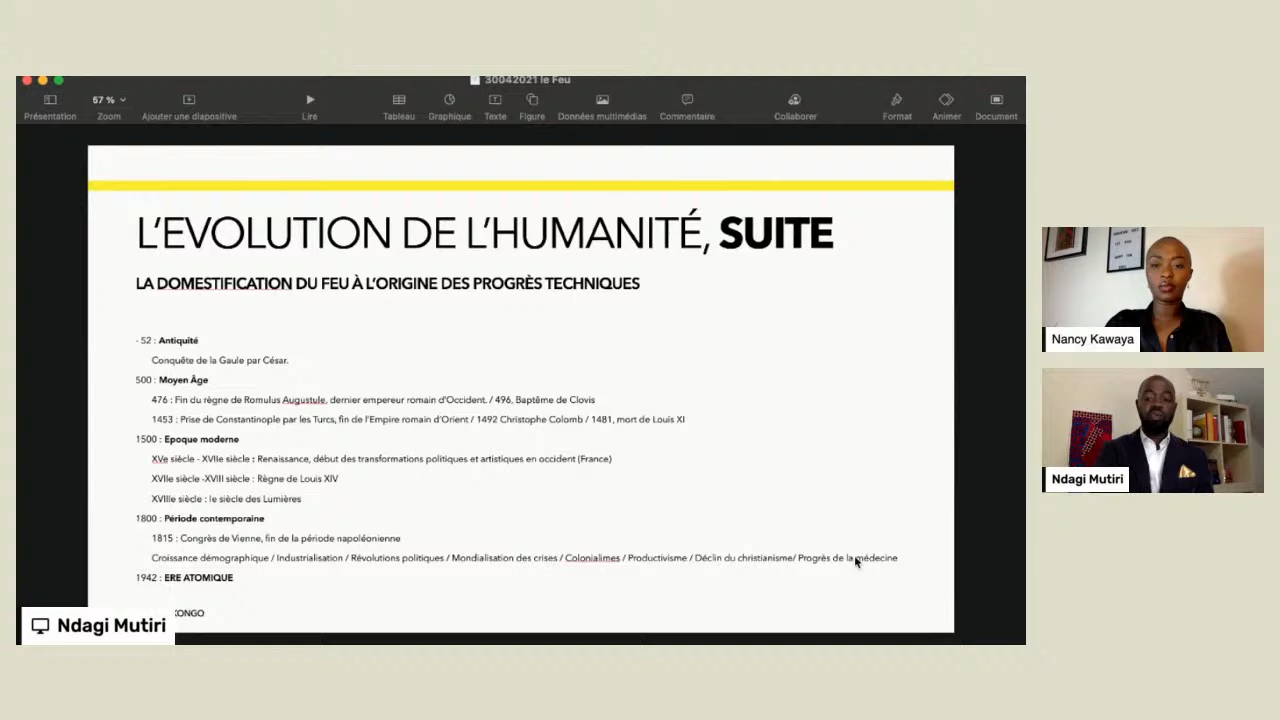 30042021 le Feu
67 %
Présentation Zoom Ajouter une diapositive Lire Tableau Graphique Texte Figure Données multimédias Commentaire Collaborer Format Animer Document
L'EVOLUTION DE L'HUMANITÉ, SUITE
LA DOMESTIFICATION DU FEU À L'ORIGINE DES PROGRÈS TECHNIQUES
- 52 : Antiquité
Conquête de la Gaule par César.
500 : Moyen Âge
476 : Fin du règne de Romulus Augustule, dernier empereur romain d'Occident. / 496, Baptême de Clovis
1453 : Prise de Constantinople par les Turcs, fin de l'Empire romain d'Orient / 1492 Christophe Colomb / 1481, mort de Louis XI
1500 : Epoque moderne
XVe siècle - XVIIe siècle : Renaissance, début des transformations politiques et artistiques en occident (France)
XVIIe siècle -XVIII siècle : Règne de Louis XIV
XVIIIe siècle : le siècle des Lumières
1800 : Période contemporaine
1815 : Congrès de Vienne, fin de la période napoléonienne
Croissance démographique / Industrialisation / Révolutions politiques / Mondialisation des crises / Colonialimes / Productivisme / Déclin du christianisme/ Progrès de la médecine
1942 : ERE ATOMIQUE
KONGO
Ndagi Mutiri
Nancy Kawaya
Ndagi Mutiri